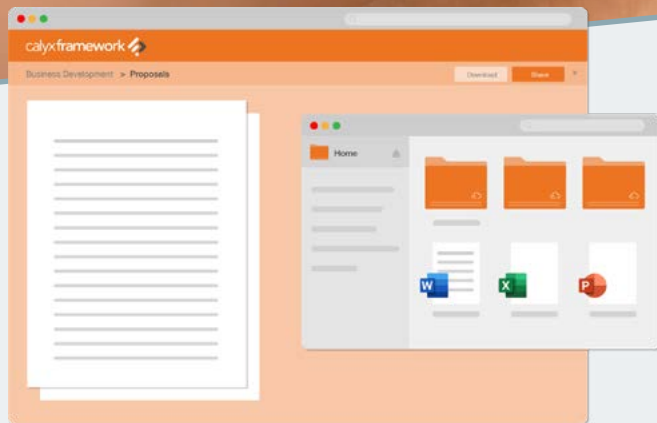 calyxframework
Business Development > Proposals
Download
Share
×
Home
W
X
P